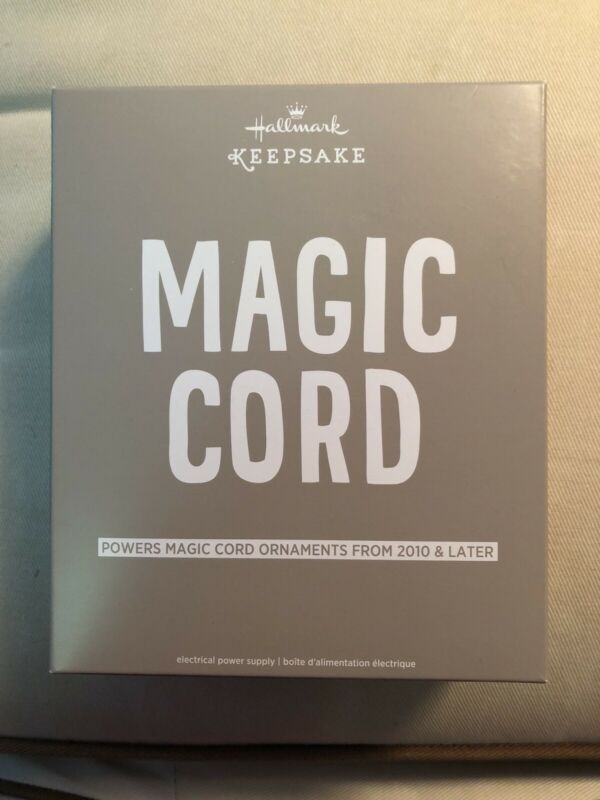 Hallmark
KEEPSAKE
MAGIC
CORD
POWERS MAGIC CORD ORNAMENTS FROM 2010 & LATER
electrical power supply | boîte d'alimentation électrique